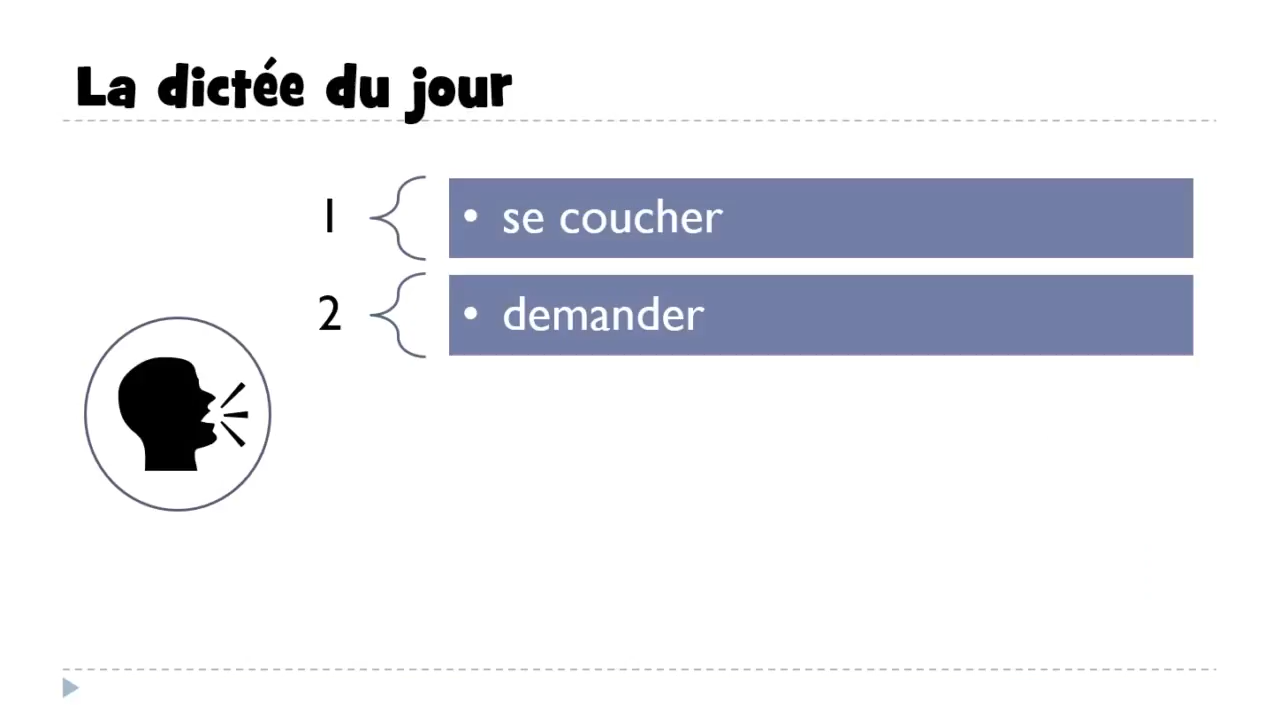 La dictée du jour
1
• se coucher
2
• demander